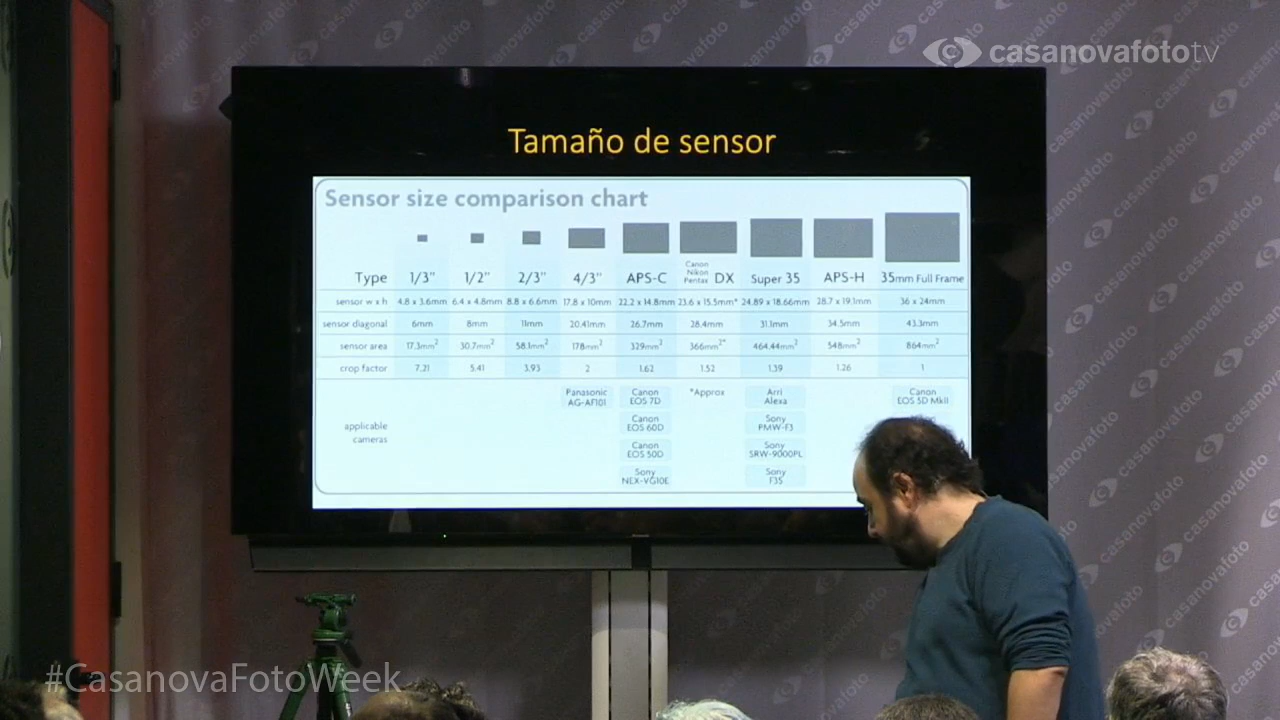 casanovafoto tv
Tamaño de sensor
Sensor size comparison chart
Type 1/3" 1/2" 2/3" 4/3" APS-C Canon Nikon Pentax DX Super 35 APS-H 35mm Full Frame
sensor w x h 4.8 x 3.6mm 6.4 x 4.8mm 8.8 x 6.6mm 17.8 x 10mm 22.2 x 14.8mm 23.6 x 15.5mm* 24.89 x 18.66mm 28.7 x 19.1mm 36 x 24mm
sensor diagonal 6mm 8mm 11mm 20.41mm 26.7mm 28.4mm 31.1mm 34.5mm 43.3mm
sensor area 17.3mm² 30.7mm² 58.1mm² 178mm² 329mm² 366mm²* 464.44mm² 548mm² 864mm²
crop factor 7.21 5.41 3.93 2 1.62 1.52 1.39 1.26 1
applicable cameras
Panasonic AG-AF101
Canon EOS 7D
Canon EOS 60D
Canon EOS 50D
Sony NEX-VG10E
*Approx
Arri Alexa
Sony PMW-F3
Sony SRW-9000PL
Sony F35
Canon EOS 5D MkII
#CasanovaFotoWeek
casanovafoto